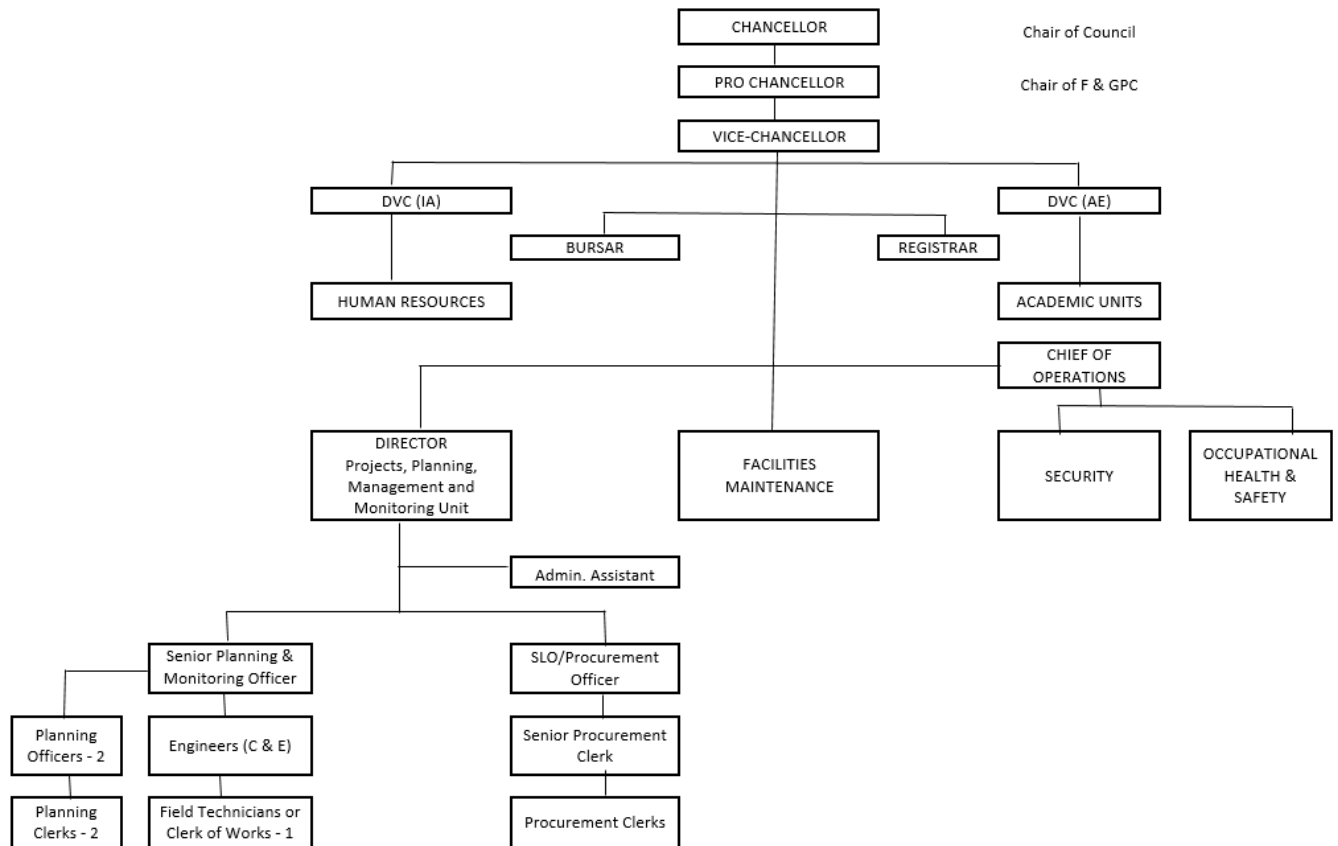 CHANCELLOR
Chair of Council
PRO CHANCELLOR
Chair of F & GPC
VICE-CHANCELLOR
DVC (IA)
DVC (AE)
BURSAR
REGISTRAR
HUMAN RESOURCES
ACADEMIC UNITS
CHIEF OF
OPERATIONS
DIRECTOR
Projects, Planning,
Management and
Monitoring Unit
FACILITIES
MAINTENANCE
SECURITY
OCCUPATIONAL
HEALTH &
SAFETY
Admin. Assistant
Senior Planning &
Monitoring Officer
SLO/Procurement
Officer
Planning
Officers - 2
Engineers (C & E)
Senior Procurement
Clerk
Planning
Clerks - 2
Field Technicians or
Clerk of Works - 1
Procurement Clerks